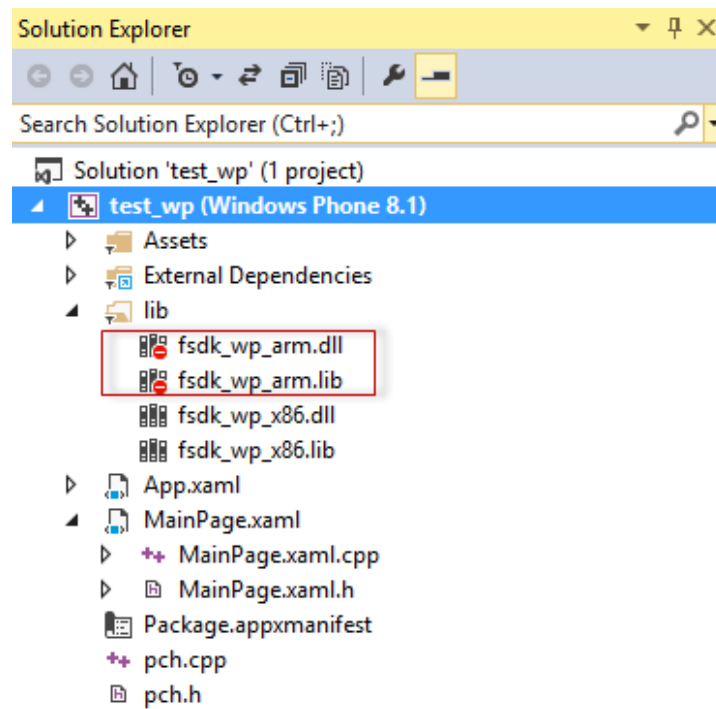 Solution Explorer
Search Solution Explorer (Ctrl+;)
Solution 'test_wp' (1 project)
test_wp (Windows Phone 8.1)
Assets
External Dependencies
lib
fsdk_wp_arm.dll
fsdk_wp_arm.lib
fsdk_wp_x86.dll
fsdk_wp_x86.lib
App.xaml
MainPage.xaml
MainPage.xaml.cpp
MainPage.xaml.h
Package.appxmanifest
pch.cpp
pch.h